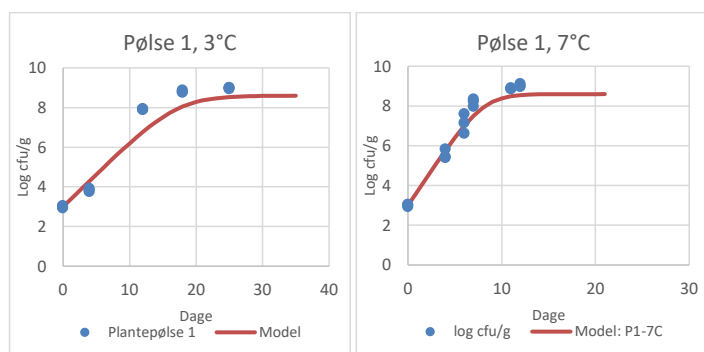 Pølse 1, 3°C
Log cfu/g
10
8
6
4
2
0
0 10 20 30 40
Dage
Plantepølse 1 Model
Pølse 1, 7°C
Log cfu/g
10
8
6
4
2
0
0 10 20 30
Dage
log cfu/g Model: P1-7C